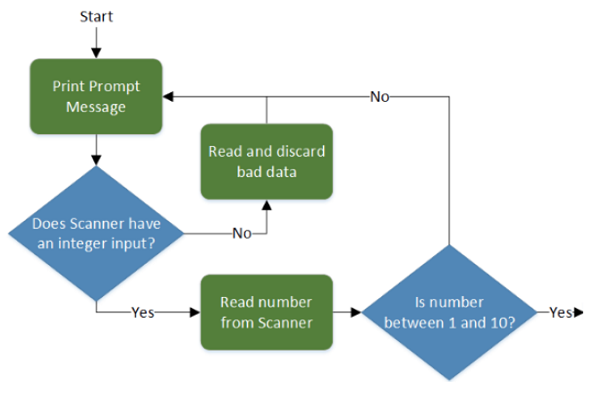 Start
Print Prompt
Message
No
Read and discard
bad data
Does Scanner have
an integer input?
No
Yes
Read number
from Scanner
Is number
between 1 and 10?
Yes